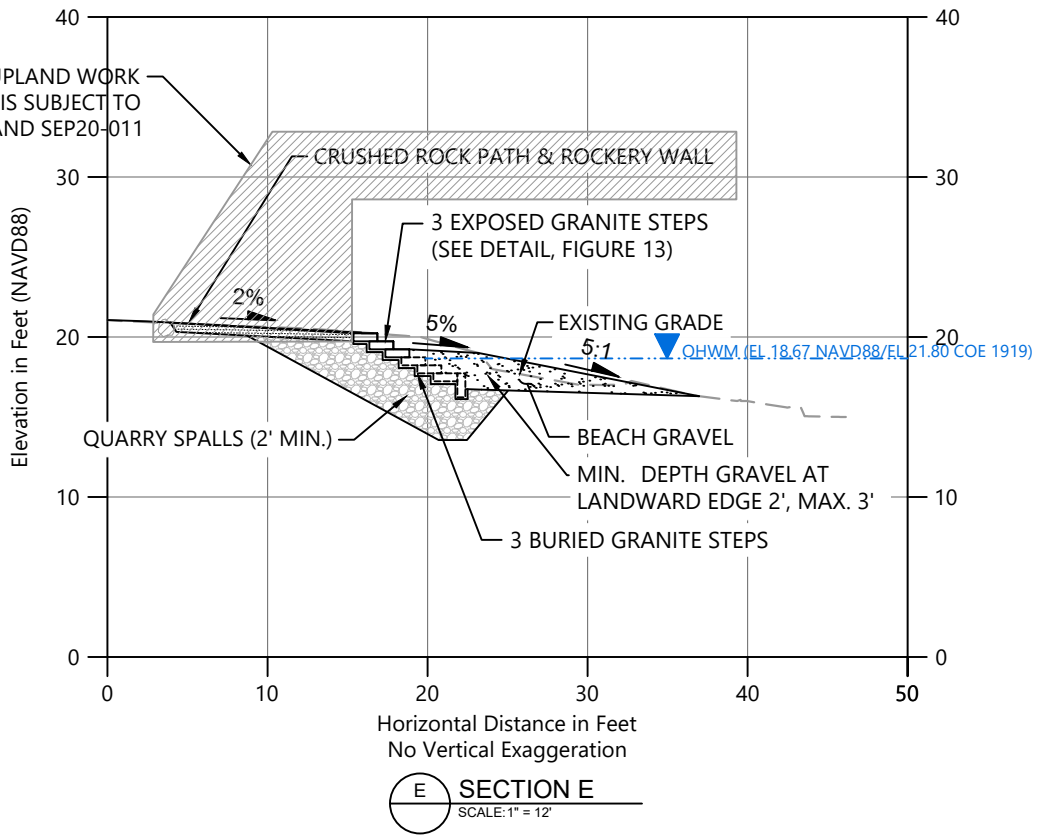 40
40
UPLAND WORK
IS SUBJECT TO
AND SEP20-011
CRUSHED ROCK PATH & ROCKERY WALL
30
30
3 EXPOSED GRANITE STEPS
(SEE DETAIL, FIGURE 13)
2%
5%
EXISTING GRADE
5:1
20
20
OHWM (EL 18.67 NAVD88/EL 21.80 COE 1919)
Elevation in Feet (NAVD88)
QUARRY SPALLS (2' MIN.)
BEACH GRAVEL
MIN. DEPTH GRAVEL AT
LANDWARD EDGE 2', MAX. 3'
10
10
3 BURIED GRANITE STEPS
0
0
0 10 20 30 40 50
Horizontal Distance in Feet
No Vertical Exaggeration
E SECTION E
SCALE: 1" = 12'